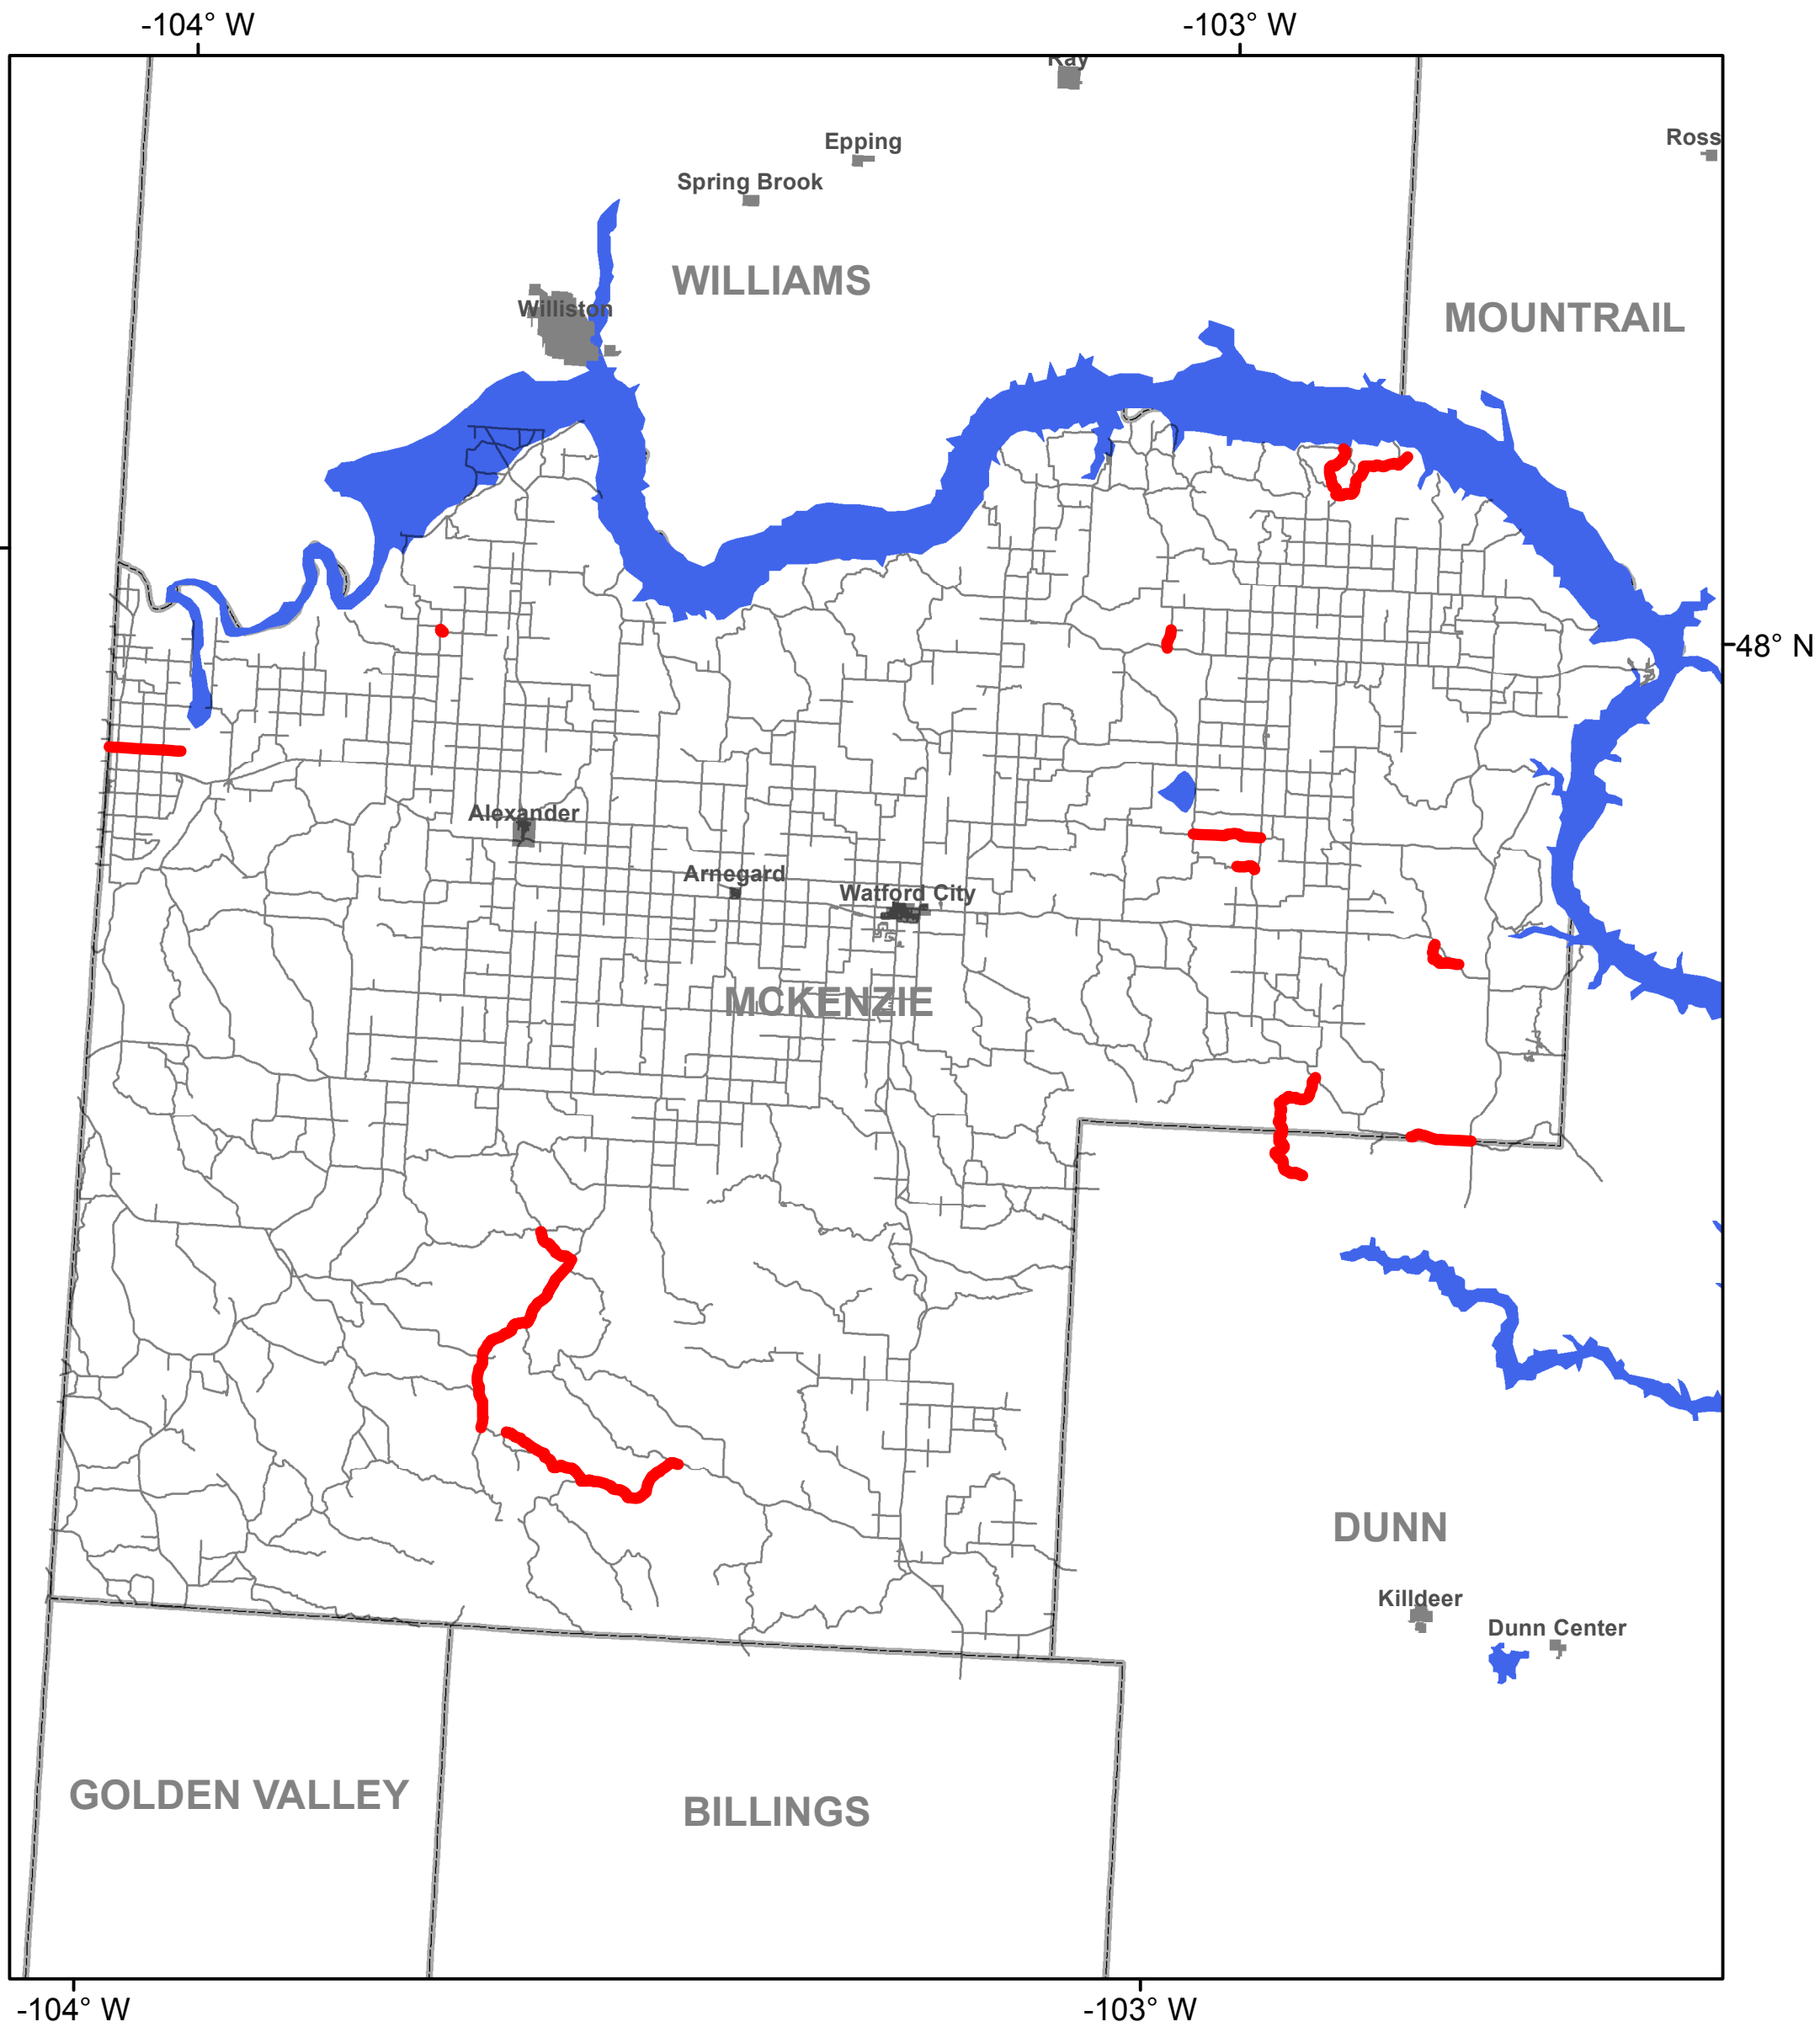 -104° W
-103° W
Ray
Ross
Epping
Spring Brook
WILLIAMS
Williston
MOUNTRAIL
48° N
Alexander
Arnegard
Watford City
MCKENZIE
DUNN
Killdeer
Dunn Center
GOLDEN VALLEY
BILLINGS
-104° W
-103° W